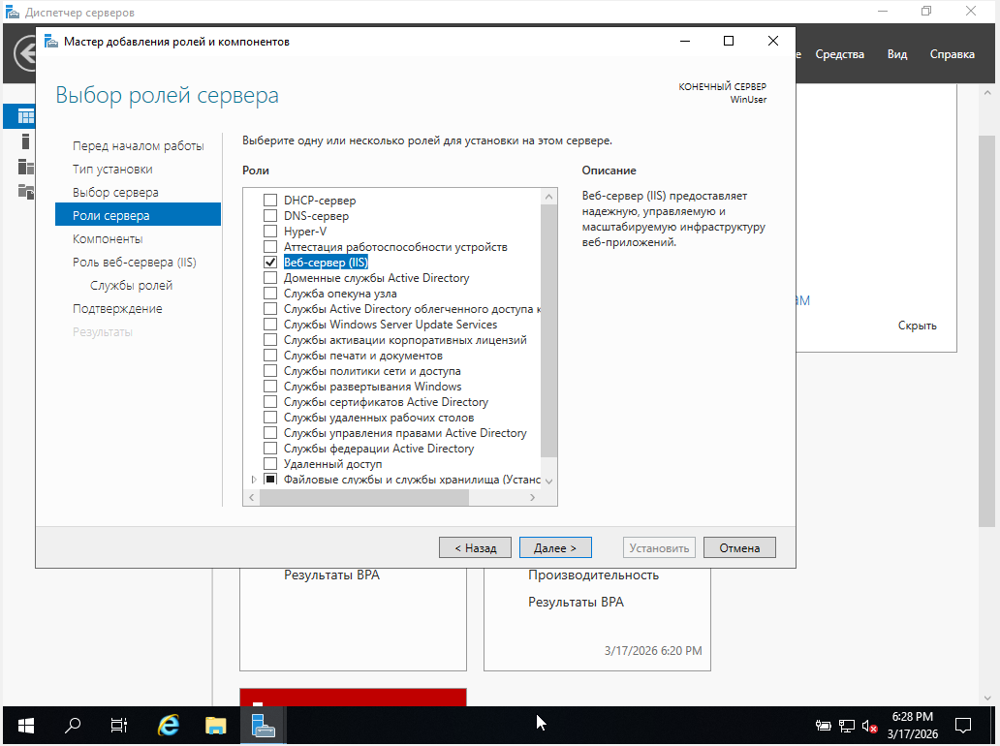 Диспетчер серверов
Мастер добавления ролей и компонентов
Средства
Вид
Справка
Выбор ролей сервера
КОНЕЧНЫЙ СЕРВЕР
WinUser
Перед началом работы
Тип установки
Выбор сервера
Роли сервера
Компоненты
Роль веб-сервера (IIS)
Службы ролей
Подтверждение
Результаты
Выберите одну или несколько ролей для установки на этом сервере.
Роли
DHCP-сервер
DNS-сервер
Hyper-V
Аттестация работоспособности устройств
Веб-сервер (IIS)
Доменные службы Active Directory
Служба опекуна узла
Службы Active Directory облегченного доступа к
Службы Windows Server Update Services
Службы активации корпоративных лицензий
Службы печати и документов
Службы политики сети и доступа
Службы развертывания Windows
Службы сертификатов Active Directory
Службы удаленных рабочих столов
Службы управления правами Active Directory
Службы федерации Active Directory
Удаленный доступ
Файловые службы и службы хранилища (Устано
Описание
Веб-сервер (IIS) предоставляет
надежную, управляемую и
масштабируемую инфраструктуру
веб-приложений.
Скрыть
< Назад
Далее >
Установить
Отмена
Результаты BPA
Производительность
Результаты BPA
3/17/2026 6:20 PM
6:28 PM
3/17/2026